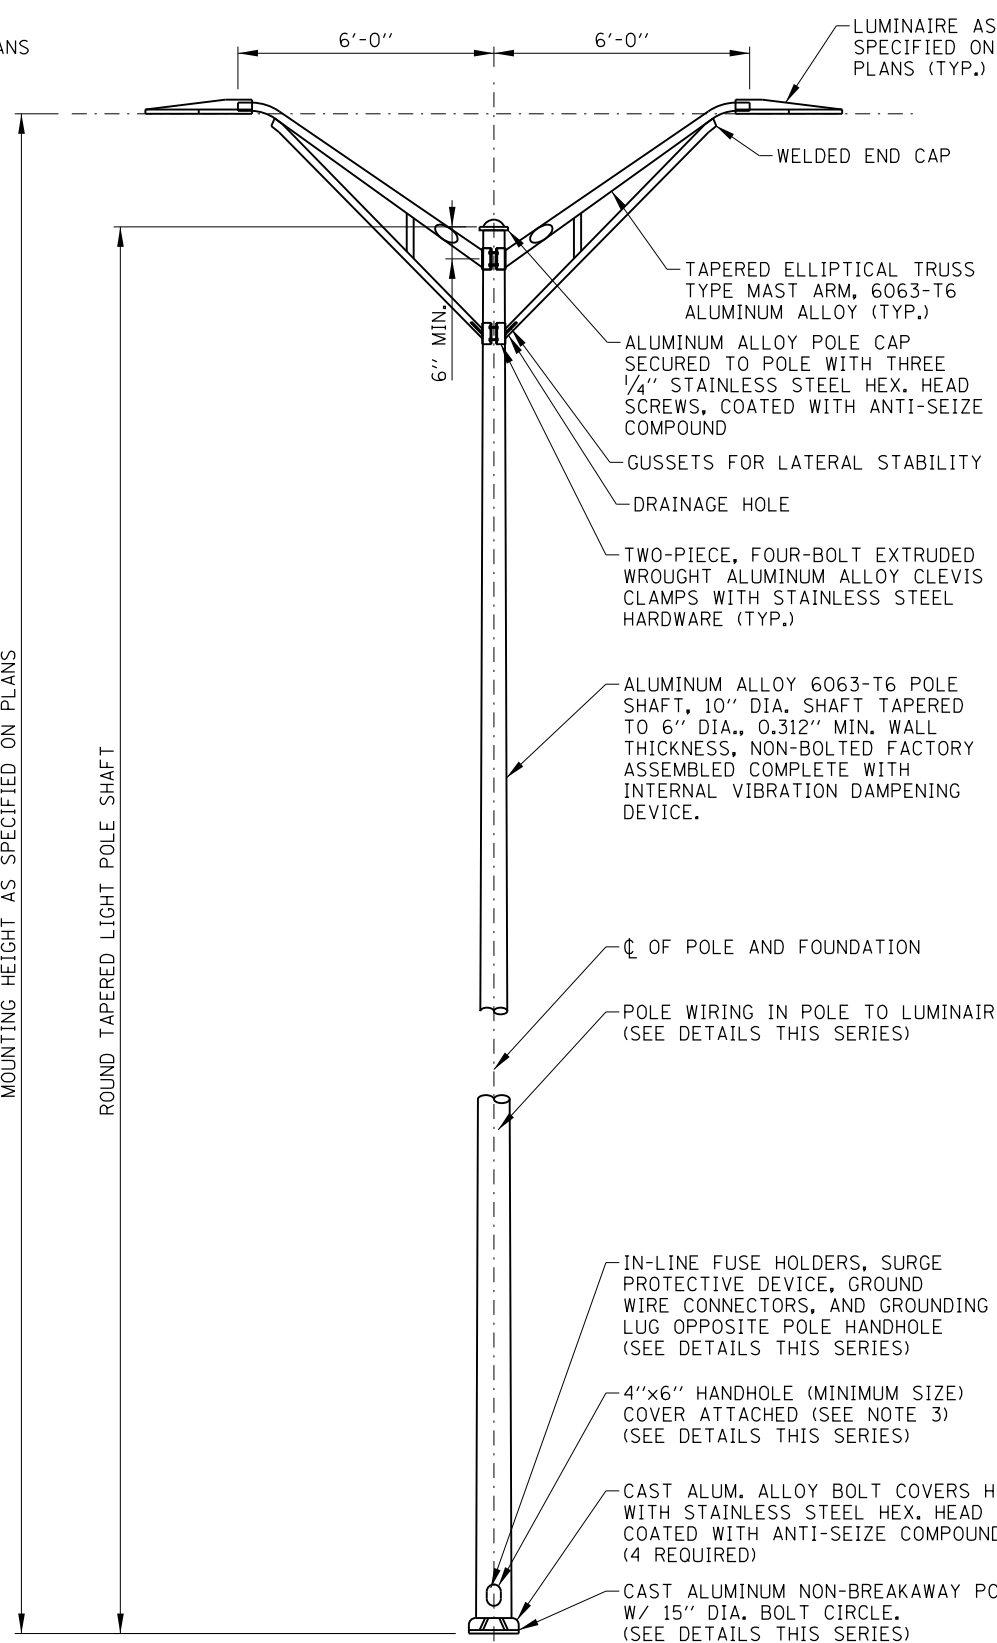 ANS
6'-0''
6'-0''
LUMINAIRE AS
SPECIFIED ON
PLANS (TYP.)
WELDED END CAP
TAPERED ELLIPTICAL TRUSS
TYPE MAST ARM, 6063-T6
ALUMINUM ALLOY (TYP.)
6'' MIN.
ALUMINUM ALLOY POLE CAP
SECURED TO POLE WITH THREE
1/4'' STAINLESS STEEL HEX. HEAD
SCREWS, COATED WITH ANTI-SEIZE
COMPOUND
GUSSETS FOR LATERAL STABILITY
DRAINAGE HOLE
TWO-PIECE, FOUR-BOLT EXTRUDED
WROUGHT ALUMINUM ALLOY CLEVIS
CLAMPS WITH STAINLESS STEEL
HARDWARE (TYP.)
MOUNTING HEIGHT AS SPECIFIED ON PLANS
ROUND TAPERED LIGHT POLE SHAFT
ALUMINUM ALLOY 6063-T6 POLE
SHAFT, 10'' DIA. SHAFT TAPERED
TO 6'' DIA., 0.312'' MIN. WALL
THICKNESS, NON-BOLTED FACTORY
ASSEMBLED COMPLETE WITH
INTERNAL VIBRATION DAMPENING
DEVICE.
℄ OF POLE AND FOUNDATION
POLE WIRING IN POLE TO LUMINAIR
(SEE DETAILS THIS SERIES)
IN-LINE FUSE HOLDERS, SURGE
PROTECTIVE DEVICE, GROUND
WIRE CONNECTORS, AND GROUNDING
LUG OPPOSITE POLE HANDHOLE
(SEE DETAILS THIS SERIES)
4''x6'' HANDHOLE (MINIMUM SIZE)
COVER ATTACHED (SEE NOTE 3)
(SEE DETAILS THIS SERIES)
CAST ALUM. ALLOY BOLT COVERS H
WITH STAINLESS STEEL HEX. HEAD
COATED WITH ANTI-SEIZE COMPOUND
(4 REQUIRED)
CAST ALUMINUM NON-BREAKAWAY PO
W/ 15'' DIA. BOLT CIRCLE.
(SEE DETAILS THIS SERIES)